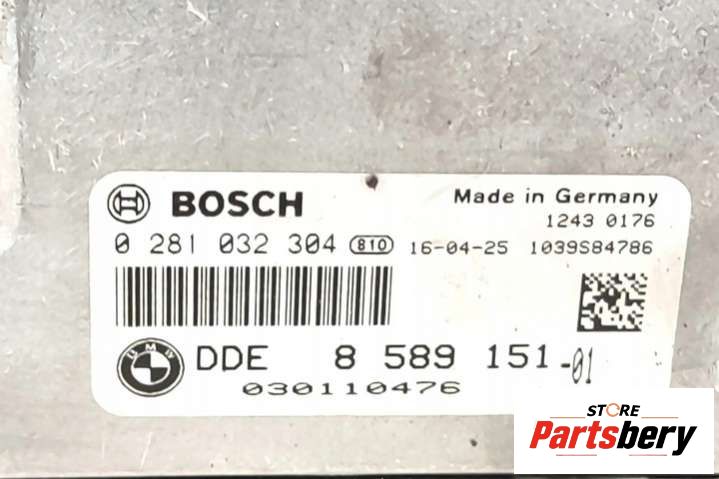 BOSCH
Made in Germany
1243 0176
0 281 032 304 810 16-04-25 1039S84786
BMW DDE 8 589 151-01
030110476
STORE
Partsbery